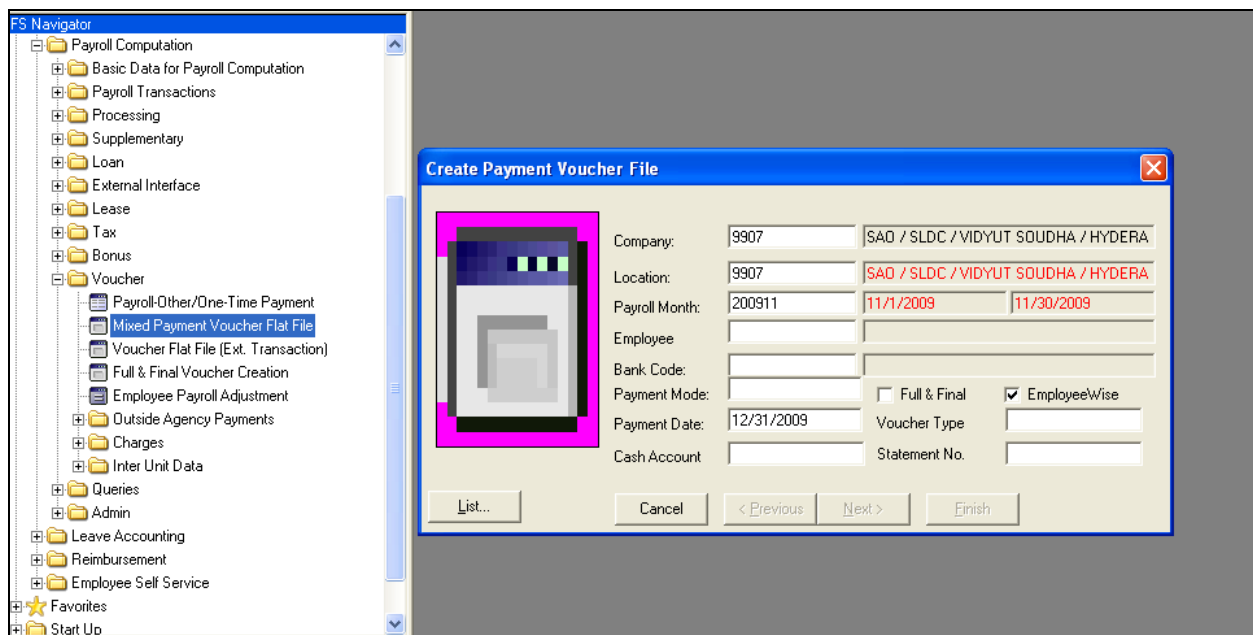 FS Navigator
Payroll Computation
Basic Data for Payroll Computation
Payroll Transactions
Processing
Supplementary
Loan
External Interface
Lease
Tax
Bonus
Voucher
Payroll-Other/One-Time Payment
Mixed Payment Voucher Flat File
Voucher Flat File (Ext. Transaction)
Full & Final Voucher Creation
Employee Payroll Adjustment
Outside Agency Payments
Charges
Inter Unit Data
Queries
Admin
Leave Accounting
Reimbursement
Employee Self Service
Favorites
Start Up
Create Payment Voucher File
Company: 9907 SAO / SLDC / VIDYUT SOUDHA / HYDERA
Location: 9907 SAO / SLDC / VIDYUT SOUDHA / HYDERA
Payroll Month: 200911 11/1/2009 11/30/2009
Employee
Bank Code:
Payment Mode: Full & Final EmployeeWise
Payment Date: 12/31/2009 Voucher Type
Cash Account Statement No.
List... Cancel < Previous Next > Finish